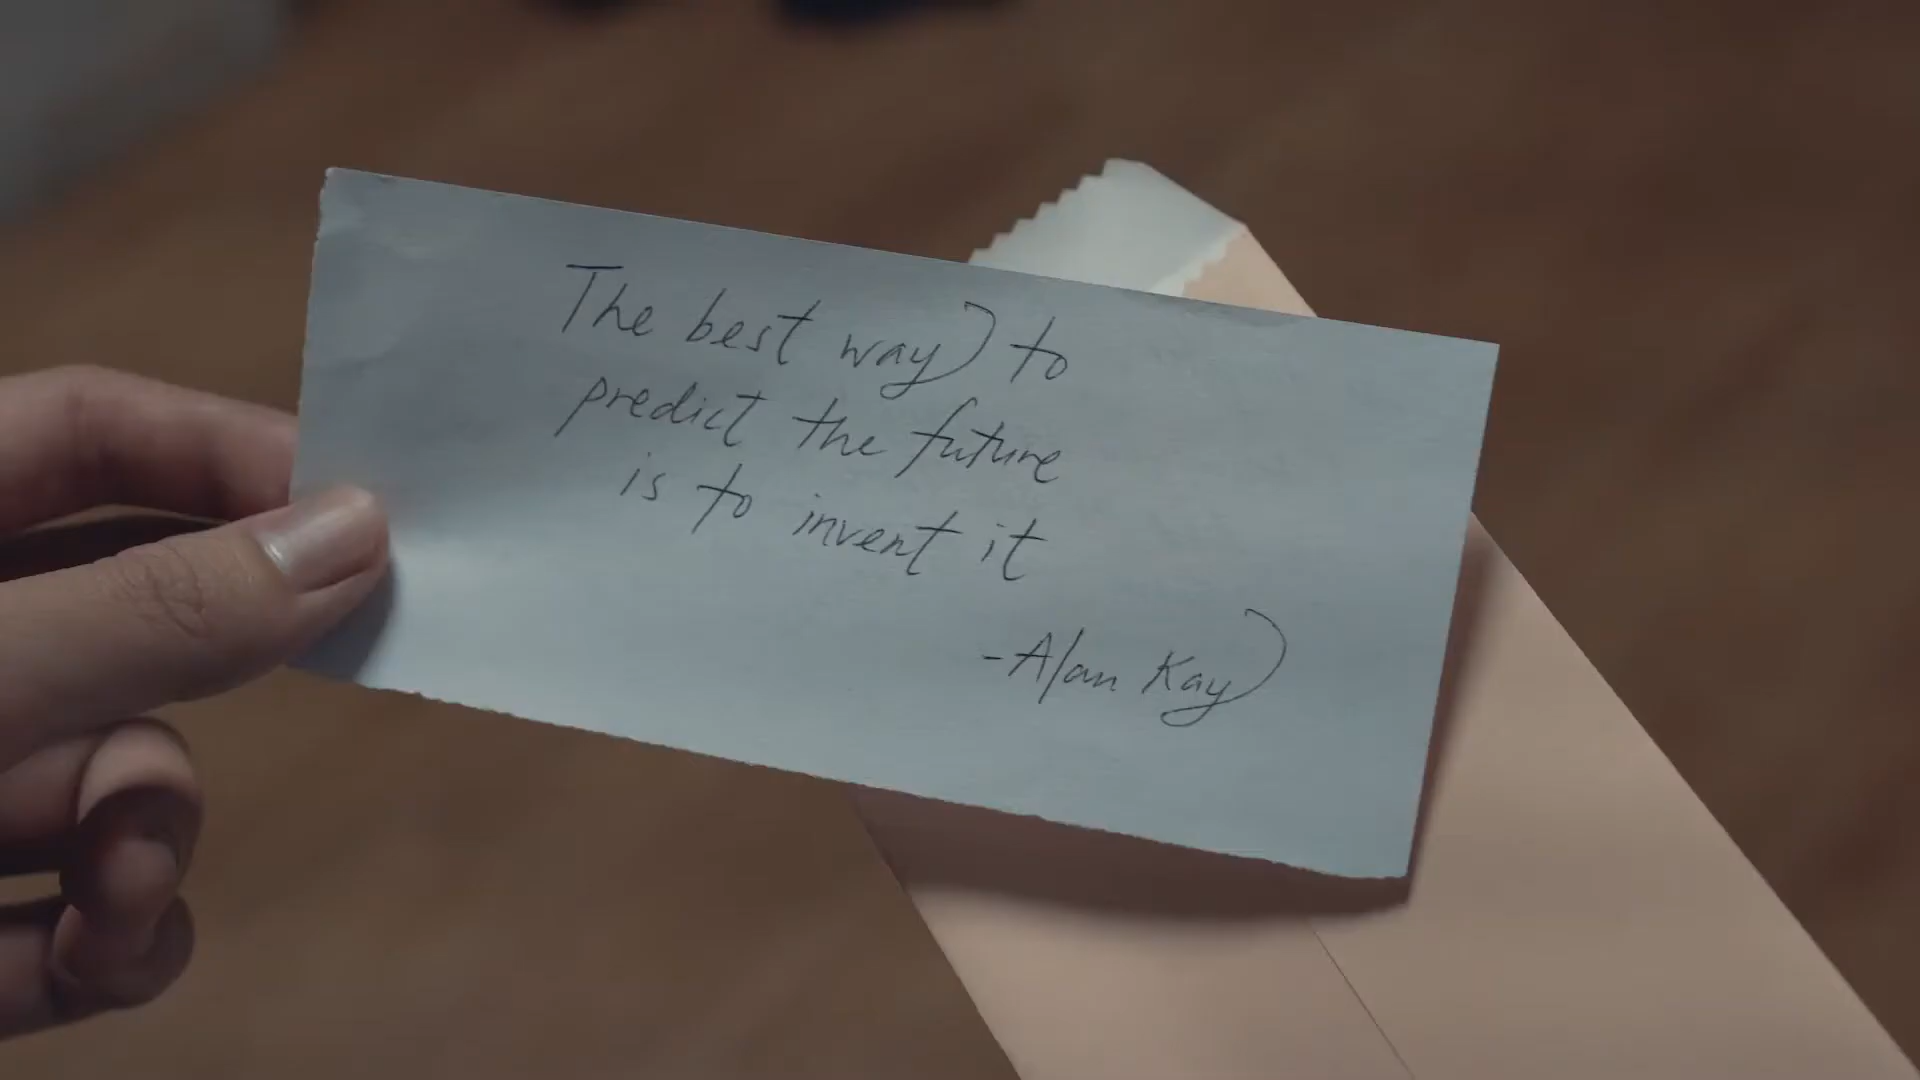 The best way to
predict the future
is to invent it
-Alan Kay